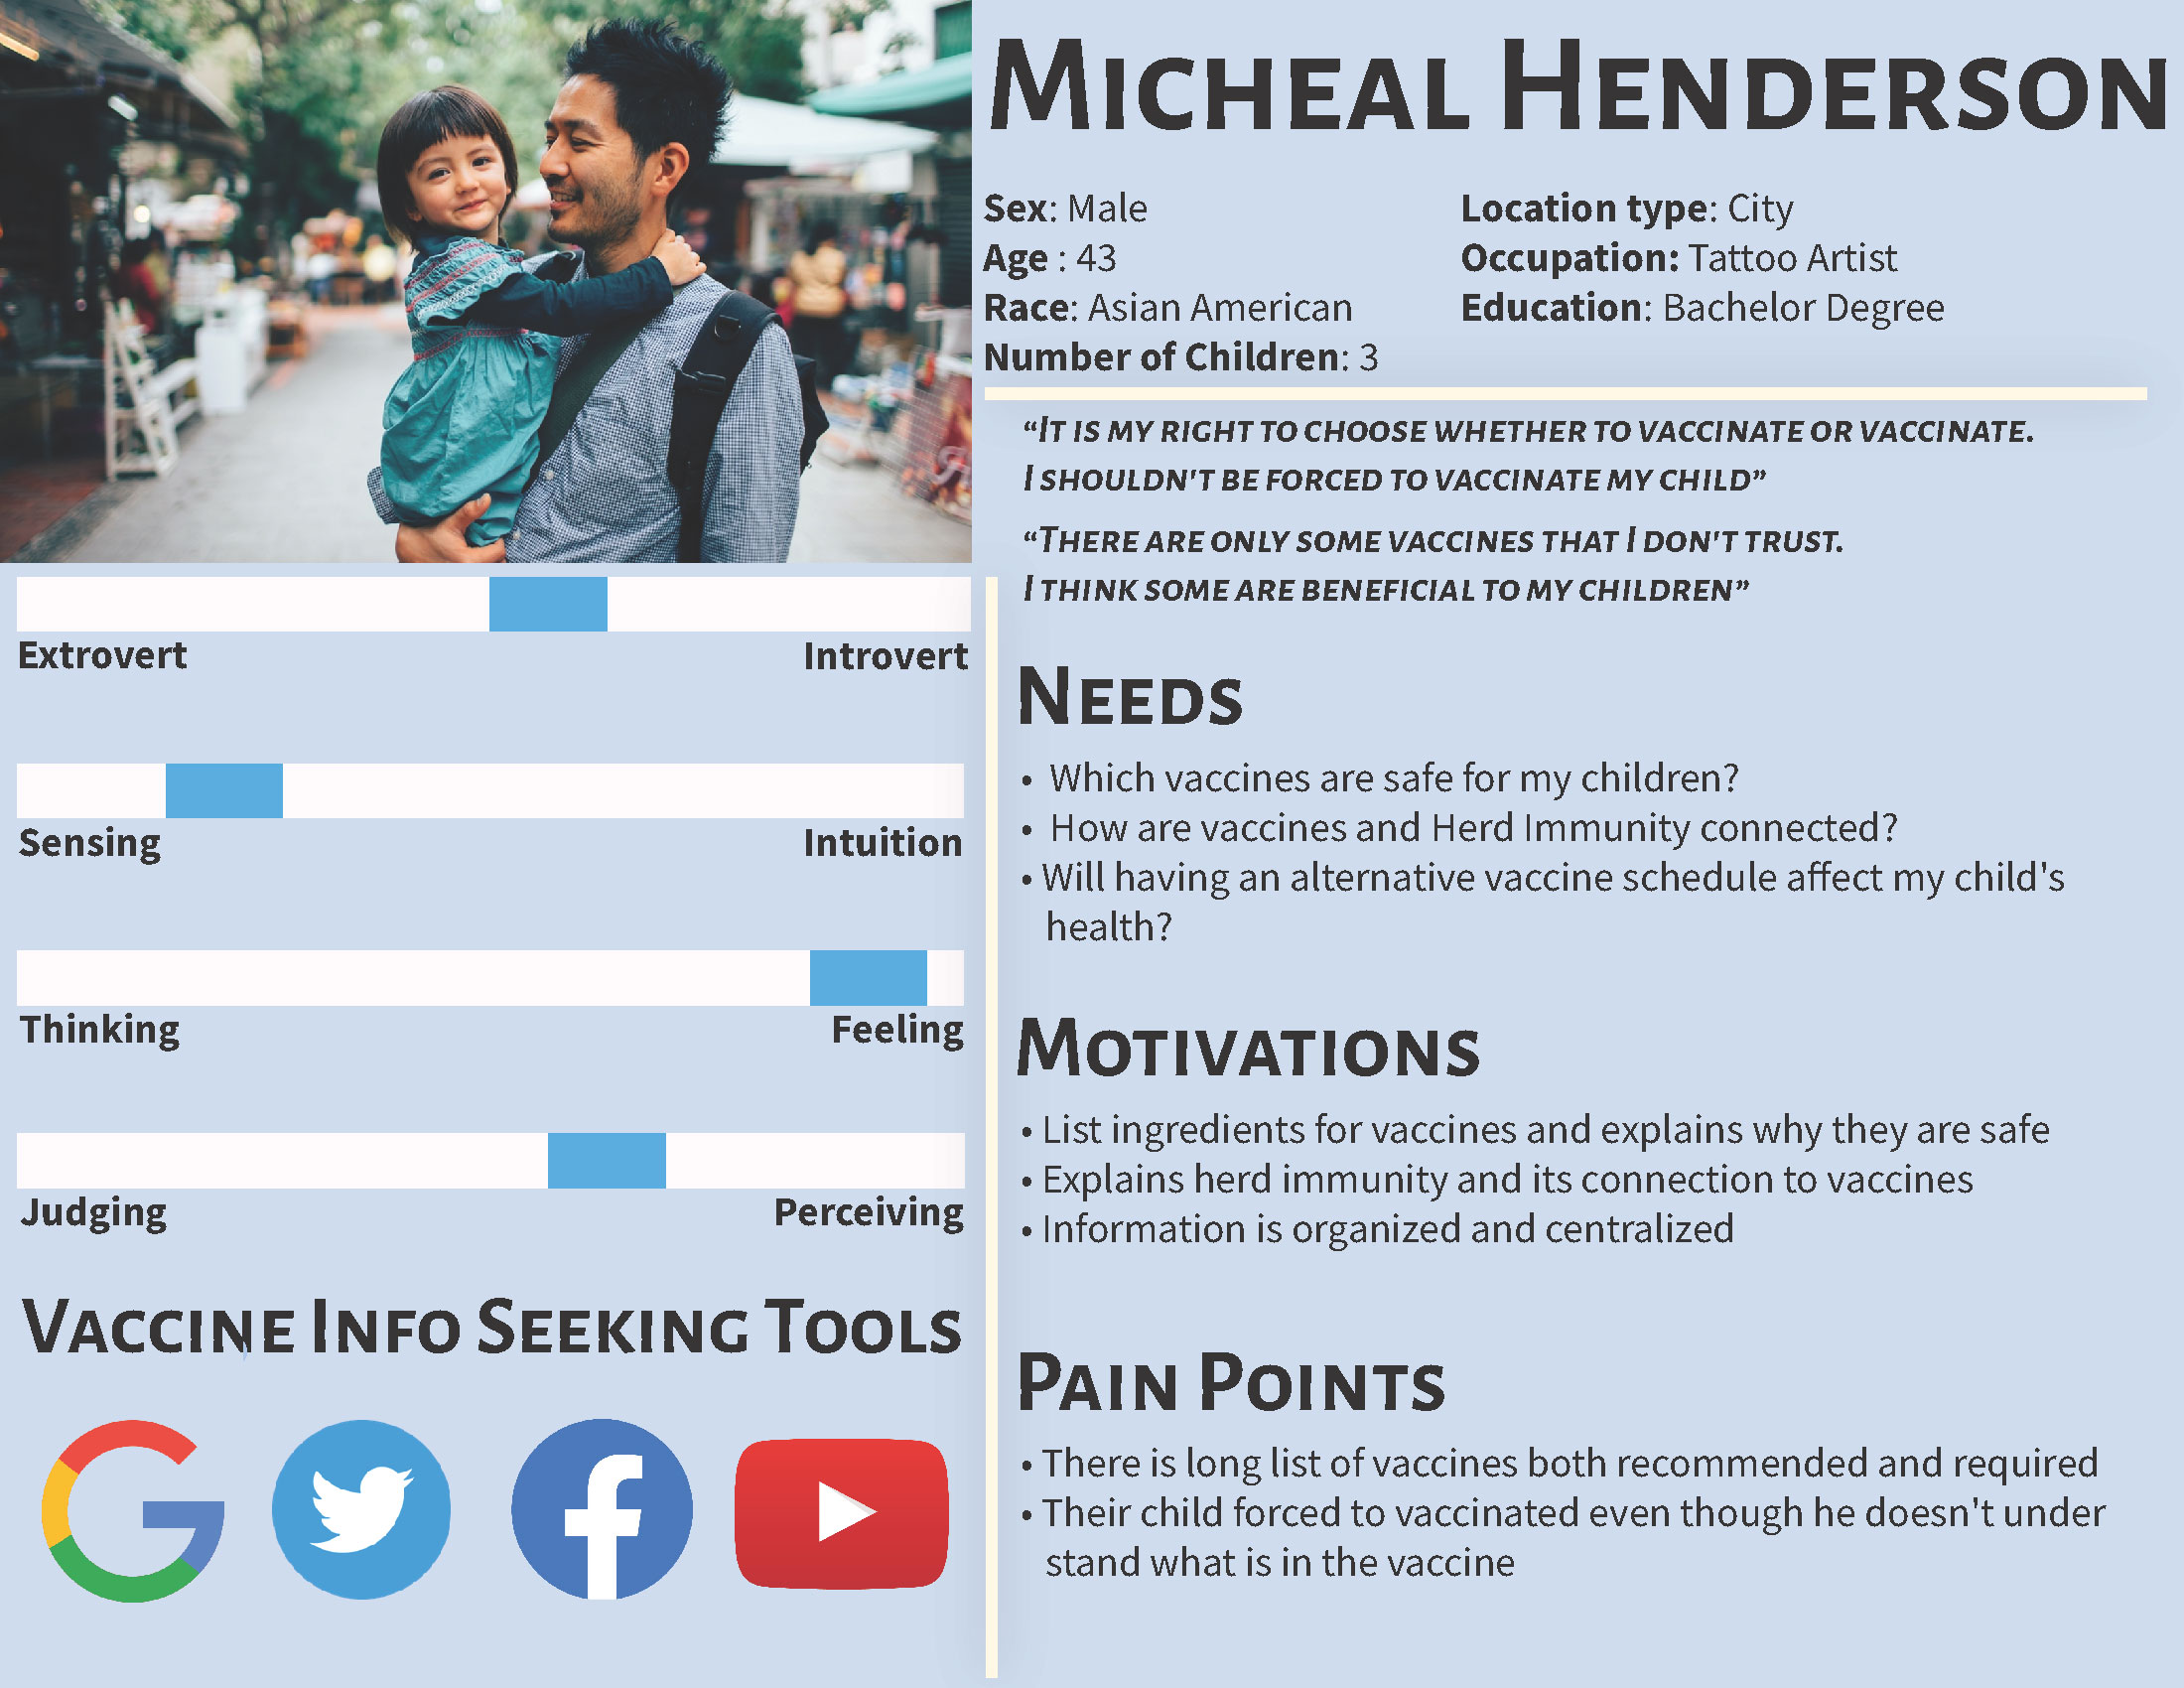 Micheal Henderson
Sex: Male
Age : 43
Race: Asian American
Number of Children: 3
Location type: City
Occupation: Tattoo Artist
Education: Bachelor Degree
“It is my right to choose whether to vaccinate or vaccinate.
I shouldn't be forced to vaccinate my child”
“There are only some vaccines that I don't trust.
I think some are beneficial to my children”
Extrovert Introvert
Sensing Intuition
Thinking Feeling
Judging Perceiving
Vaccine Info Seeking Tools
Needs
• Which vaccines are safe for my children?
• How are vaccines and Herd Immunity connected?
• Will having an alternative vaccine schedule affect my child's
health?
Motivations
• List ingredients for vaccines and explains why they are safe
• Explains herd immunity and its connection to vaccines
• Information is organized and centralized
Pain Points
• There is long list of vaccines both recommended and required
• Their child forced to vaccinated even though he doesn't under
stand what is in the vaccine